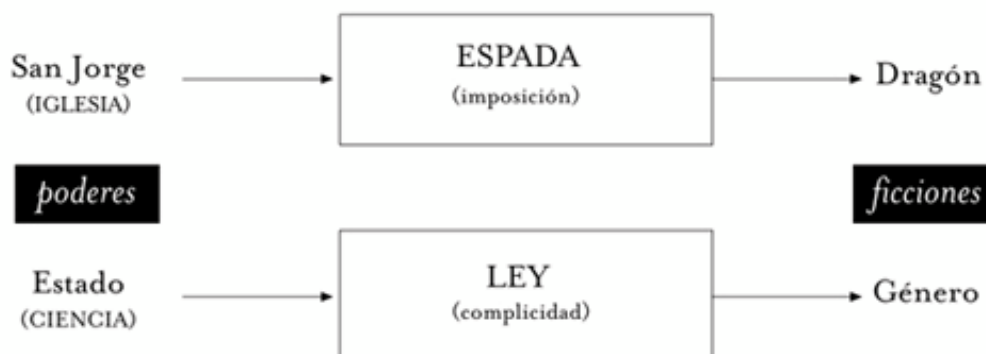 San Jorge
(IGLESIA)
ESPADA
(imposición)
Dragón
poderes
ficciones
Estado
(CIENCIA)
LEY
(complicidad)
Género